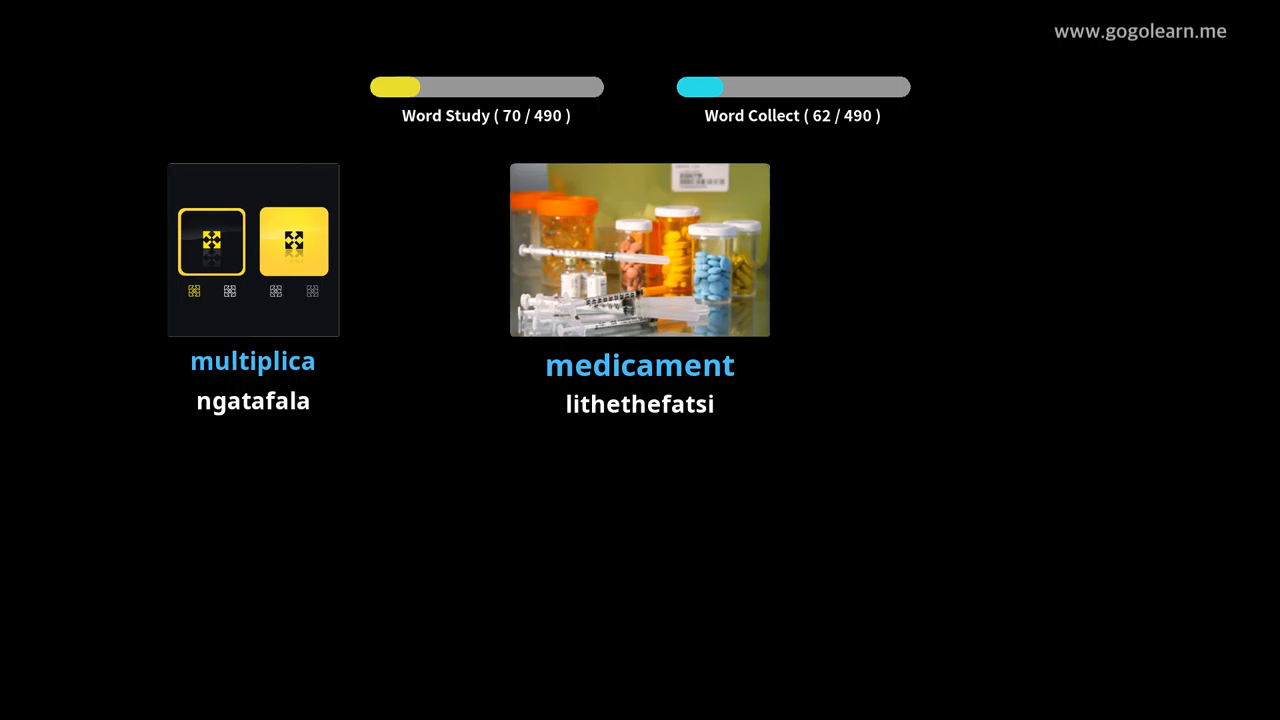 www.gogolearn.me
Word Study ( 70 / 490 )
Word Collect ( 62 / 490 )
multiplica
ngatafala
medicament
lithethefatsi